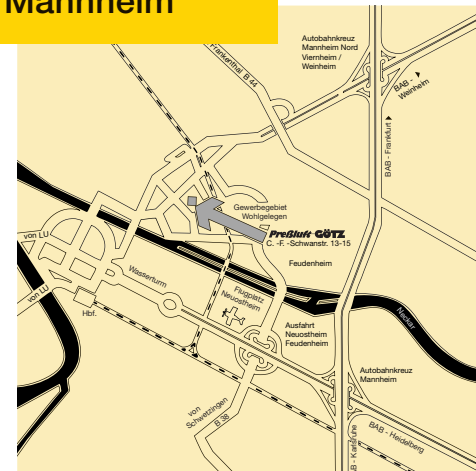 Mannheim
Frankenthal B 44
Autobahnkreuz
Mannheim Nord
Viernheim /
Weinheim
BAB -
Weinheim
BAB - Frankfurt
Gewerbegebiet
Wohlgelegen
Preßluft GÖTZ
C. -F. -Schwanstr. 13-15
Feudenheim
von LU
Wasserturm
Flugplatz
Neuostheim
von LU
Hbf.
Neckar
Ausfahrt
Neuostheim
Feudenheim
Autobahnkreuz
Mannheim
von
Schwetzingen
B 38
BAB - Heidelberg
BAB - Karlsruhe